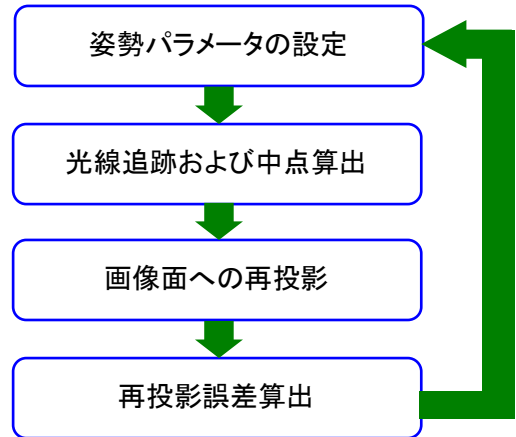 姿勢パラメータの設定
光線追跡および中点算出
画像面への再投影
再投影誤差算出